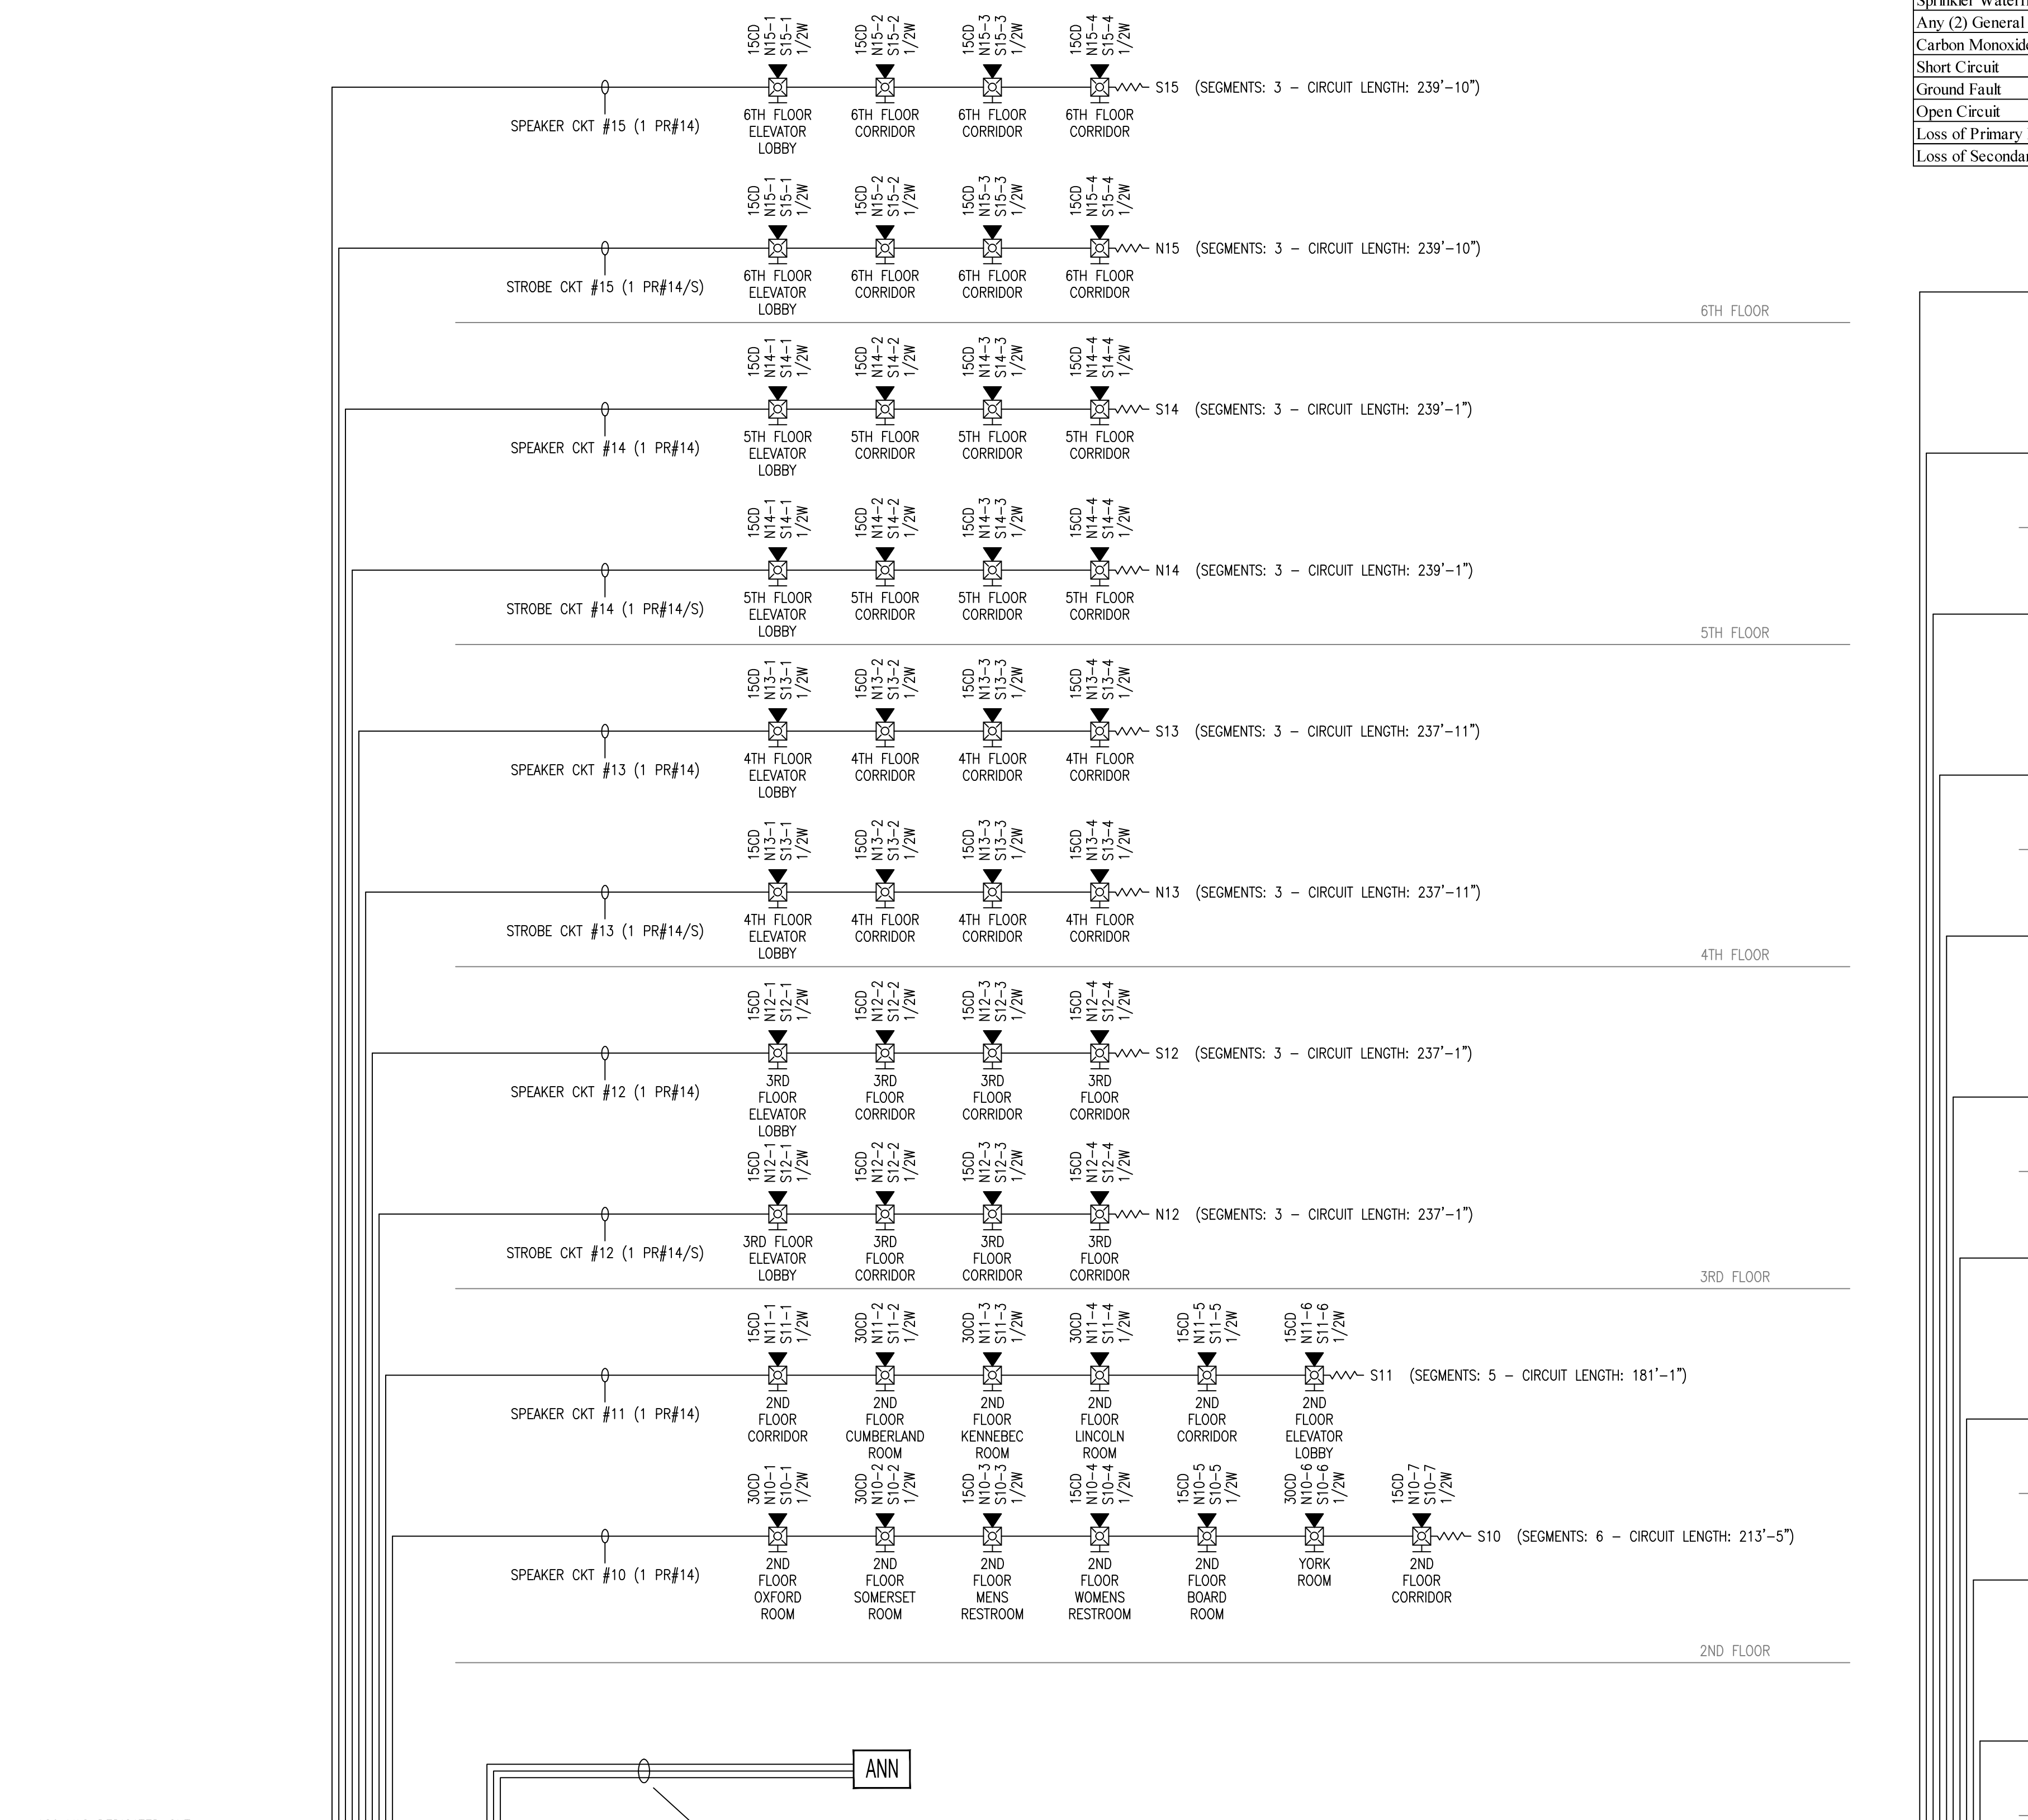 Any (2) General
Carbon Monoxide
Short Circuit
Ground Fault
Open Circuit
Loss of Primary
Loss of Secondar
15CD N15-1 S15-1 1/2W
15CD N15-2 S15-2 1/2W
15CD N15-3 S15-3 1/2W
15CD N15-4 S15-4 1/2W
S15 (SEGMENTS: 3 – CIRCUIT LENGTH: 239'-10")
SPEAKER CKT #15 (1 PR#14)
6TH FLOOR ELEVATOR LOBBY
6TH FLOOR CORRIDOR
6TH FLOOR CORRIDOR
6TH FLOOR CORRIDOR
15CD N15-1 S15-1 1/2W
15CD N15-2 S15-2 1/2W
15CD N15-3 S15-3 1/2W
15CD N15-4 S15-4 1/2W
N15 (SEGMENTS: 3 – CIRCUIT LENGTH: 239'-10")
STROBE CKT #15 (1 PR#14/S)
6TH FLOOR ELEVATOR LOBBY
6TH FLOOR CORRIDOR
6TH FLOOR CORRIDOR
6TH FLOOR CORRIDOR
6TH FLOOR
15CD N14-1 S14-1 1/2W
15CD N14-2 S14-2 1/2W
15CD N14-3 S14-3 1/2W
15CD N14-4 S14-4 1/2W
S14 (SEGMENTS: 3 – CIRCUIT LENGTH: 239'-1")
SPEAKER CKT #14 (1 PR#14)
5TH FLOOR ELEVATOR LOBBY
5TH FLOOR CORRIDOR
5TH FLOOR CORRIDOR
5TH FLOOR CORRIDOR
15CD N14-1 S14-1 1/2W
15CD N14-2 S14-2 1/2W
15CD N14-3 S14-3 1/2W
15CD N14-4 S14-4 1/2W
N14 (SEGMENTS: 3 – CIRCUIT LENGTH: 239'-1")
STROBE CKT #14 (1 PR#14/S)
5TH FLOOR ELEVATOR LOBBY
5TH FLOOR CORRIDOR
5TH FLOOR CORRIDOR
5TH FLOOR CORRIDOR
5TH FLOOR
15CD N13-1 S13-1 1/2W
15CD N13-2 S13-2 1/2W
15CD N13-3 S13-3 1/2W
15CD N13-4 S13-4 1/2W
S13 (SEGMENTS: 3 – CIRCUIT LENGTH: 237'-11")
SPEAKER CKT #13 (1 PR#14)
4TH FLOOR ELEVATOR LOBBY
4TH FLOOR CORRIDOR
4TH FLOOR CORRIDOR
4TH FLOOR CORRIDOR
15CD N13-1 S13-1 1/2W
15CD N13-2 S13-2 1/2W
15CD N13-3 S13-3 1/2W
15CD N13-4 S13-4 1/2W
N13 (SEGMENTS: 3 – CIRCUIT LENGTH: 237'-11")
STROBE CKT #13 (1 PR#14/S)
4TH FLOOR ELEVATOR LOBBY
4TH FLOOR CORRIDOR
4TH FLOOR CORRIDOR
4TH FLOOR CORRIDOR
4TH FLOOR
15CD N12-1 S12-1 1/2W
15CD N12-2 S12-2 1/2W
15CD N12-3 S12-3 1/2W
15CD N12-4 S12-4 1/2W
S12 (SEGMENTS: 3 – CIRCUIT LENGTH: 237'-1")
SPEAKER CKT #12 (1 PR#14)
3RD FLOOR ELEVATOR LOBBY
3RD FLOOR CORRIDOR
3RD FLOOR CORRIDOR
3RD FLOOR CORRIDOR
15CD N12-1 S12-1 1/2W
15CD N12-2 S12-2 1/2W
15CD N12-3 S12-3 1/2W
15CD N12-4 S12-4 1/2W
N12 (SEGMENTS: 3 – CIRCUIT LENGTH: 237'-1")
STROBE CKT #12 (1 PR#14/S)
3RD FLOOR ELEVATOR LOBBY
3RD FLOOR CORRIDOR
3RD FLOOR CORRIDOR
3RD FLOOR CORRIDOR
3RD FLOOR
15CD N11-1 S11-1 1/2W
30CD N11-2 S11-2 1/2W
30CD N11-3 S11-3 1/2W
30CD N11-4 S11-4 1/2W
15CD N11-5 S11-5 1/2W
15CD N11-6 S11-6 1/2W
S11 (SEGMENTS: 5 – CIRCUIT LENGTH: 181'-1")
SPEAKER CKT #11 (1 PR#14)
2ND FLOOR CORRIDOR
2ND FLOOR CUMBERLAND ROOM
2ND FLOOR KENNEBEC ROOM
2ND FLOOR LINCOLN ROOM
2ND FLOOR CORRIDOR
2ND FLOOR ELEVATOR LOBBY
30CD N10-1 S10-1 1/2W
30CD N10-2 S10-2 1/2W
15CD N10-3 S10-3 1/2W
15CD N10-4 S10-4 1/2W
15CD N10-5 S10-5 1/2W
30CD N10-6 S10-6 1/2W
15CD N10-7 S10-7 1/2W
S10 (SEGMENTS: 6 – CIRCUIT LENGTH: 213'-5")
SPEAKER CKT #10 (1 PR#14)
2ND FLOOR OXFORD ROOM
2ND FLOOR SOMERSET ROOM
2ND FLOOR MENS RESTROOM
2ND FLOOR WOMENS RESTROOM
2ND FLOOR BOARD ROOM
YORK ROOM
2ND FLOOR CORRIDOR
2ND FLOOR
ANN